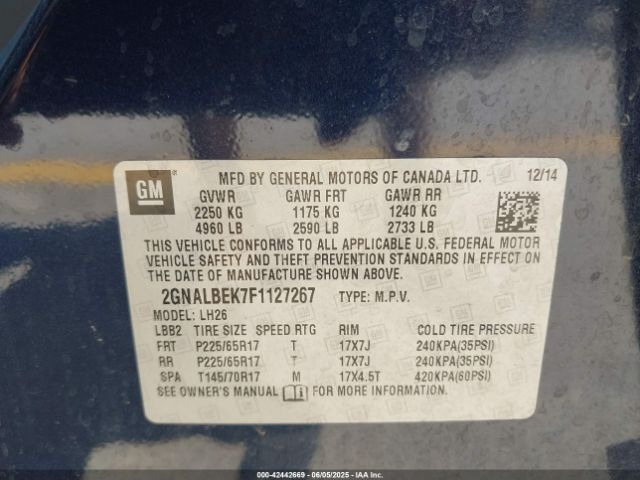 GM
MFD BY GENERAL MOTORS OF CANADA LTD. 12/14
GVWR GAWR FRT GAWR RR
2250 KG 1175 KG 1240 KG
4960 LB 2590 LB 2733 LB
THIS VEHICLE CONFORMS TO ALL APPLICABLE U.S. FEDERAL MOTOR
VEHICLE SAFETY AND THEFT PREVENTION STANDARDS IN EFFECT ON
THE DATE OF MANUFACTURE SHOWN ABOVE.
2GNALBEK7F1127267 TYPE: M.P.V.
MODEL: LH26
LBB2 TIRE SIZE SPEED RTG RIM COLD TIRE PRESSURE
FRT P225/65R17 T 17X7J 240KPA(35PSI)
RR P225/65R17 T 17X7J 240KPA(35PSI)
SPA T145/70R17 M 17X4.5T 420KPA(60PSI)
SEE OWNER'S MANUAL FOR MORE INFORMATION.
000-42442669 | 06/05/2025 - IAA Inc.